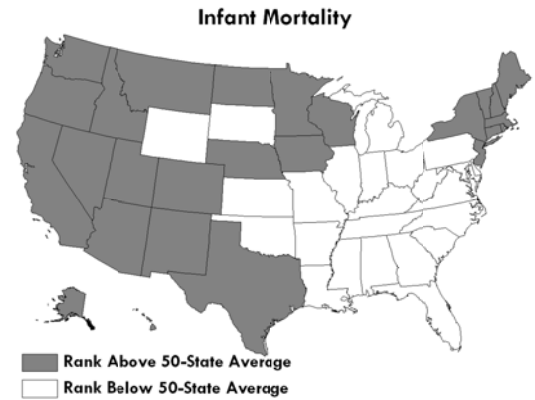 Infant Mortality
Rank Above 50-State Average
Rank Below 50-State Average